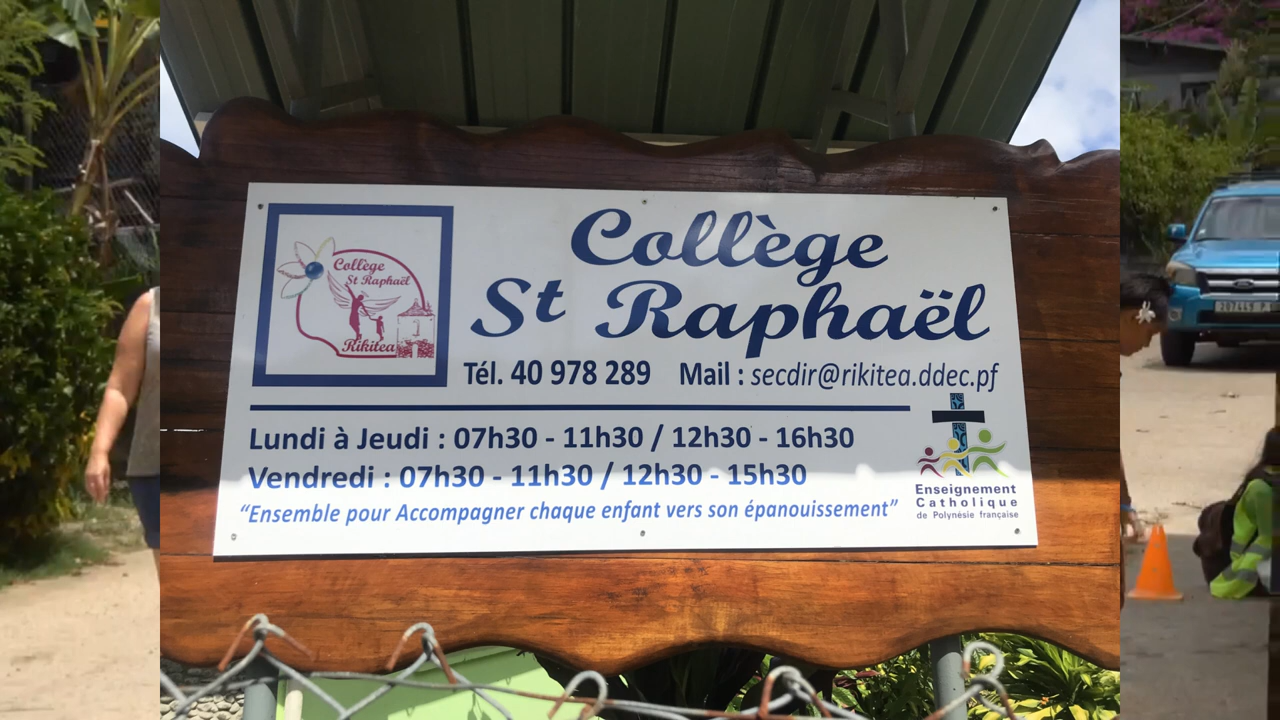 Collège
St Raphaël
Rikitea
Collège
St Raphaël
Tél. 40 978 289 Mail : secdir@rikitea.ddec.pf
Lundi à Jeudi : 07h30 - 11h30 / 12h30 - 16h30
Vendredi : 07h30 - 11h30 / 12h30 - 15h30
“Ensemble pour Accompagner chaque enfant vers son épanouissement”
Enseignement
Catholique
de Polynésie française